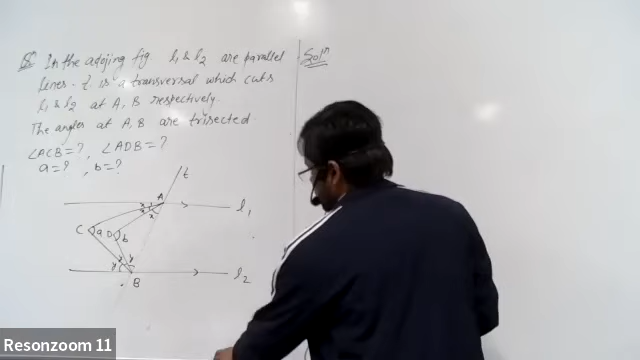 Q. In the adjoing fig l₁ & l₂ are parallel
lines. t is a transversal which cuts
l₁ & l₂ at A, B respectively.
The angles at A, B are trisected.
∠ACB=? , ∠ADB=?
a=? , b=?
Solⁿ
t
A
x x x
l₁
C a D b
y y y
B
l₂
Resonzoom 11